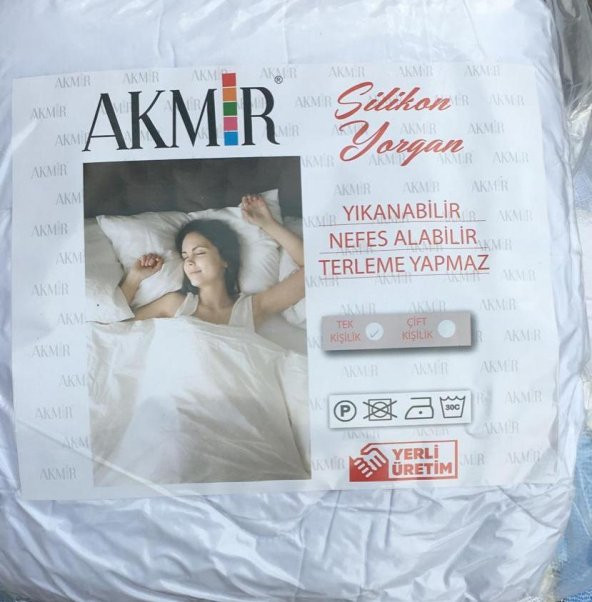 AKMİR®
Silikon
Yorgan
YIKANABİLİR
NEFES ALABİLİR
TERLEME YAPMAZ
TEK
KİŞİLİK
ÇİFT
KİŞİLİK
P
30C
YERLİ
ÜRETİM